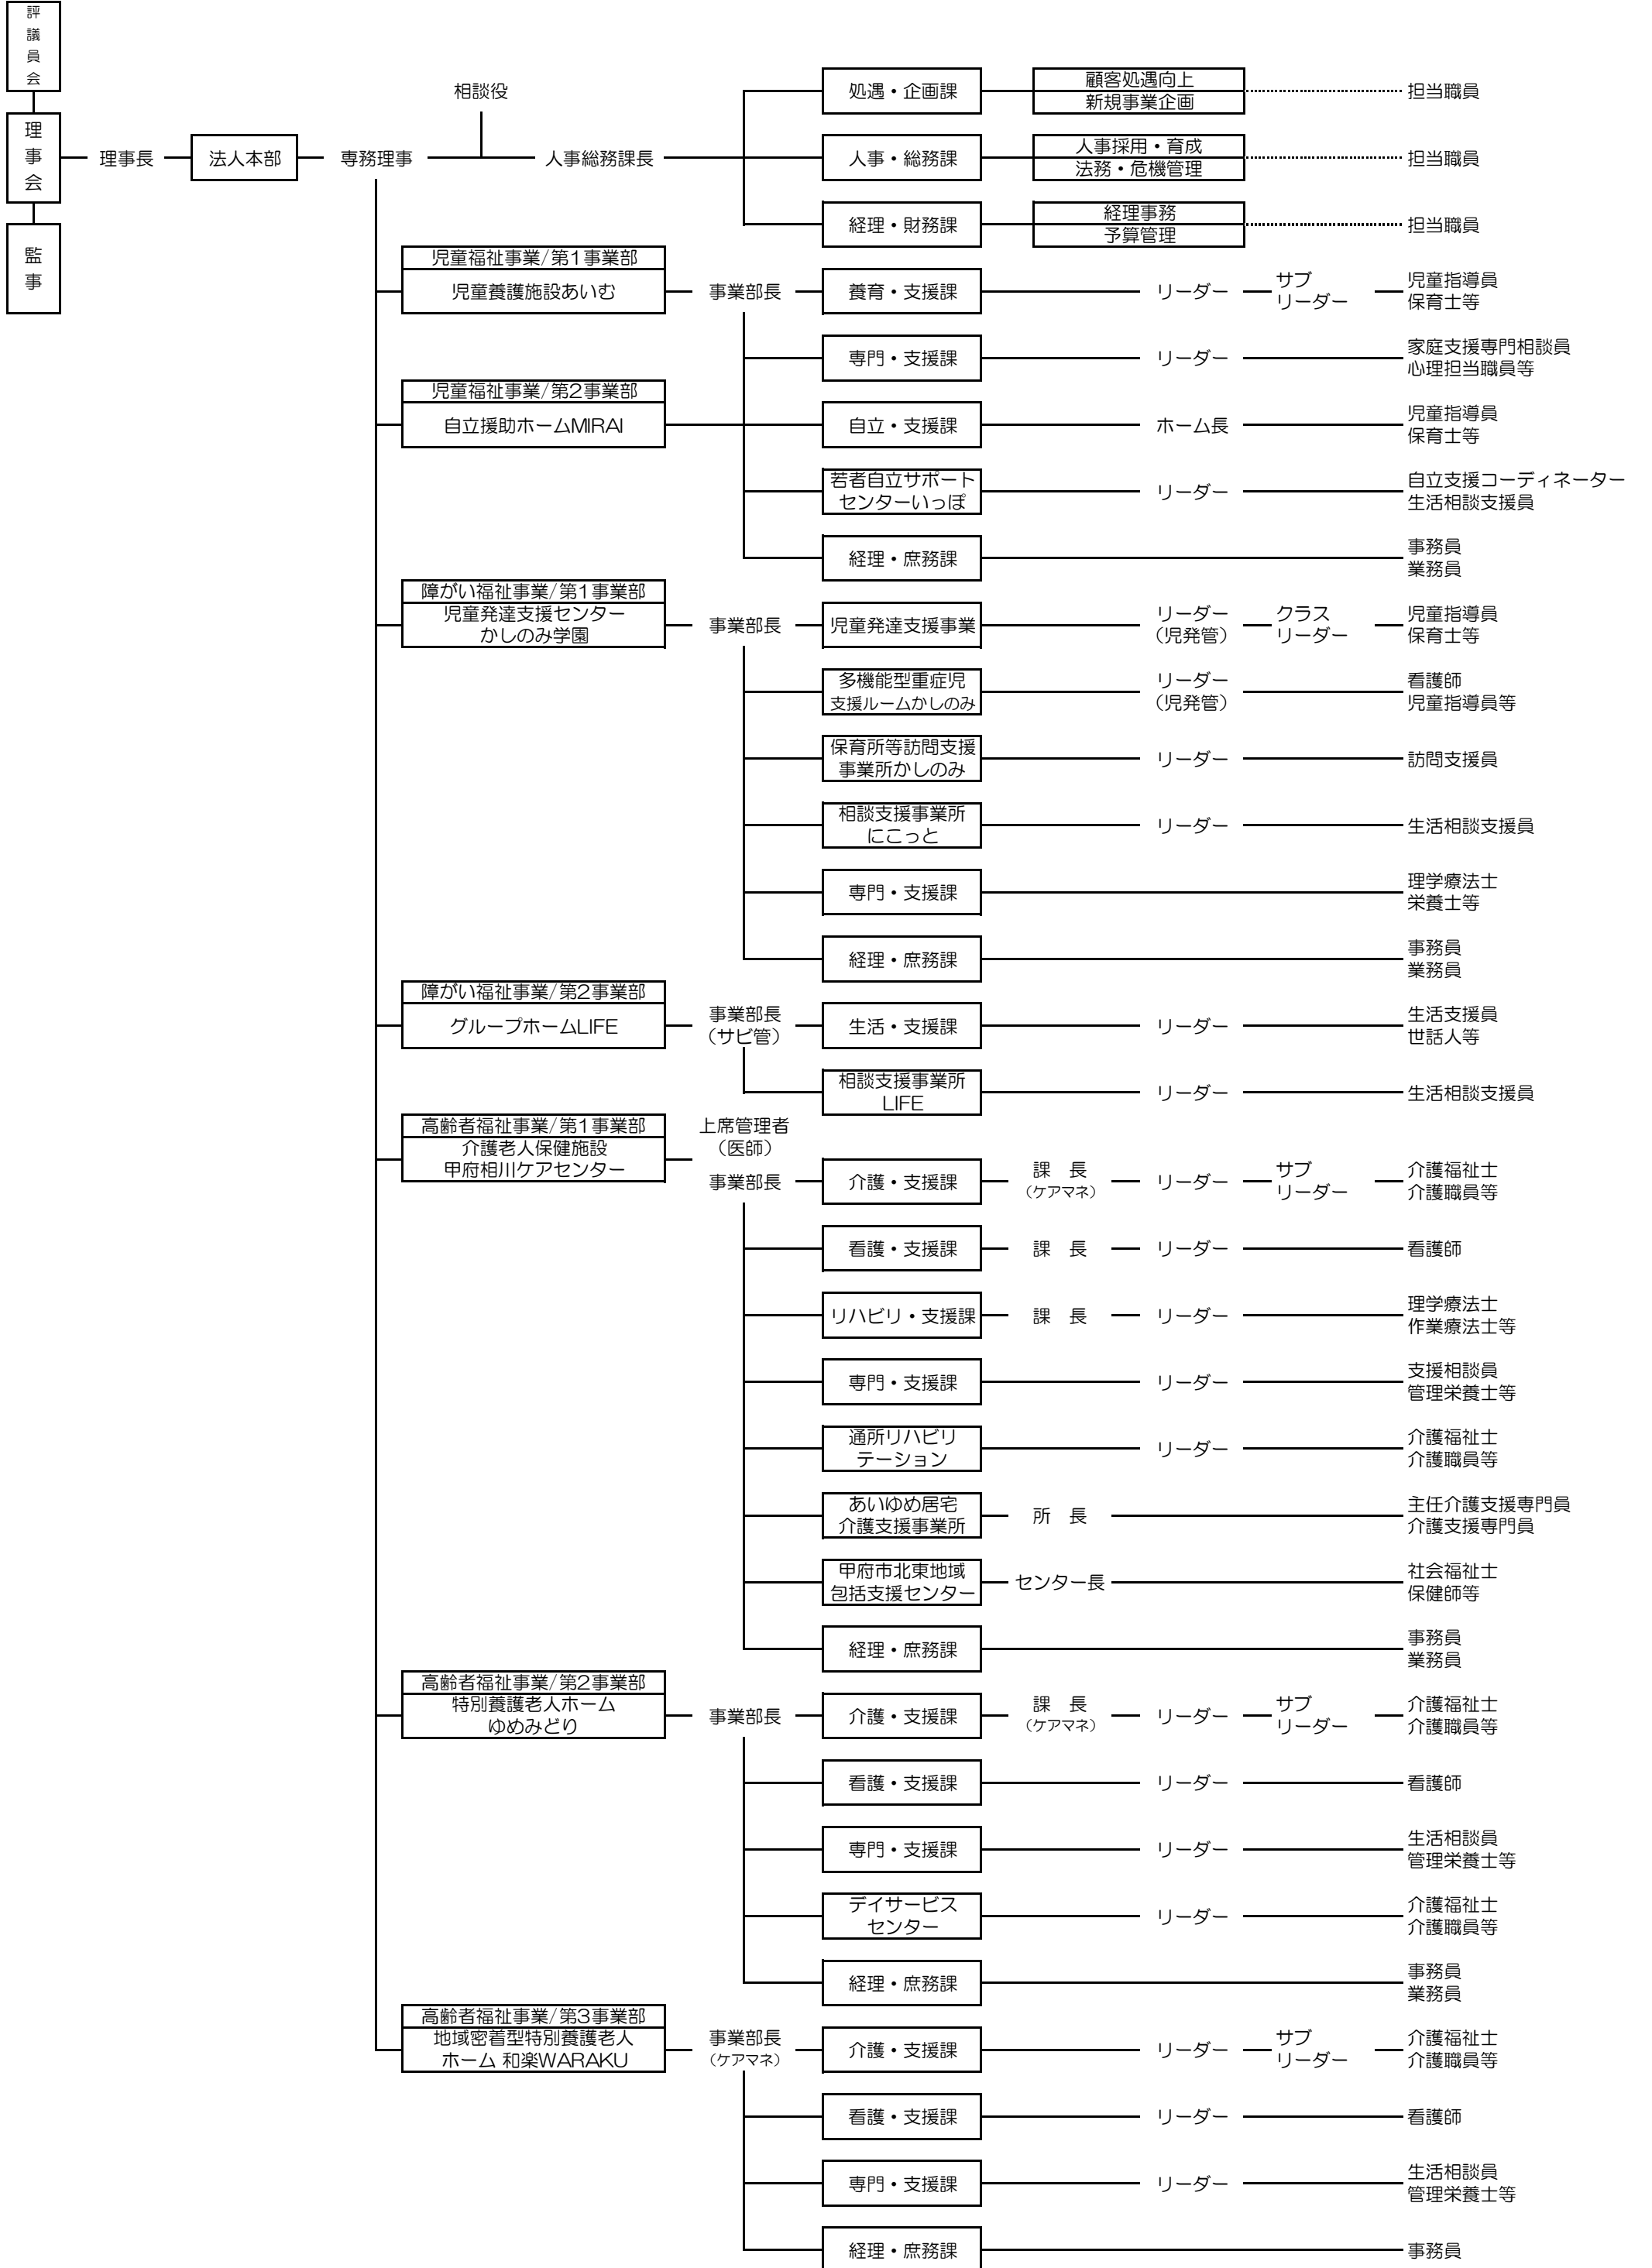 評
議
員
会
理
事
会
監
事
理事長
法人本部
専務理事
相談役
人事総務課長
処遇・企画課
顧客処遇向上
新規事業企画
担当職員
人事・総務課
人事採用・育成
法務・危機管理
担当職員
経理・財務課
経理事務
予算管理
担当職員
児童福祉事業/第1事業部
児童養護施設あいむ
事業部長
養育・支援課
リーダー
サブ
リーダー
児童指導員
保育士等
専門・支援課
リーダー
家庭支援専門相談員
心理担当職員等
児童福祉事業/第2事業部
自立援助ホームMIRAI
自立・支援課
ホーム長
児童指導員
保育士等
若者自立サポート
センターいっぽ
リーダー
自立支援コーディネーター
生活相談支援員
経理・庶務課
事務員
業務員
障がい福祉事業/第1事業部
児童発達支援センター
かしのみ学園
事業部長
児童発達支援事業
リーダー
（児発管）
クラス
リーダー
児童指導員
保育士等
多機能型重症児
支援ルームかしのみ
リーダー
（児発管）
看護師
児童指導員等
保育所等訪問支援
事業所かしのみ
リーダー
訪問支援員
相談支援事業所
にこっと
リーダー
生活相談支援員
専門・支援課
理学療法士
栄養士等
経理・庶務課
事務員
業務員
障がい福祉事業/第2事業部
グループホームLIFE
事業部長
（サビ管）
生活・支援課
リーダー
生活支援員
世話人等
相談支援事業所
LIFE
リーダー
生活相談支援員
高齢者福祉事業/第1事業部
介護老人保健施設
甲府相川ケアセンター
上席管理者
（医師）
事業部長
介護・支援課
課　長
（ケアマネ）
リーダー
サブ
リーダー
介護福祉士
介護職員等
看護・支援課
課　長
リーダー
看護師
リハビリ・支援課
課　長
リーダー
理学療法士
作業療法士等
専門・支援課
リーダー
支援相談員
管理栄養士等
通所リハビリ
テーション
リーダー
介護福祉士
介護職員等
あいゆめ居宅
介護支援事業所
所　長
主任介護支援専門員
介護支援専門員
甲府市北東地域
包括支援センター
センター長
社会福祉士
保健師等
経理・庶務課
事務員
業務員
高齢者福祉事業/第2事業部
特別養護老人ホーム
ゆめみどり
事業部長
介護・支援課
課　長
（ケアマネ）
リーダー
サブ
リーダー
介護福祉士
介護職員等
看護・支援課
リーダー
看護師
専門・支援課
リーダー
生活相談員
管理栄養士等
デイサービス
センター
リーダー
介護福祉士
介護職員等
経理・庶務課
事務員
業務員
高齢者福祉事業/第3事業部
地域密着型特別養護老人
ホーム 和楽WARAKU
事業部長
（ケアマネ）
介護・支援課
リーダー
サブ
リーダー
介護福祉士
介護職員等
看護・支援課
リーダー
看護師
専門・支援課
リーダー
生活相談員
管理栄養士等
経理・庶務課
事務員